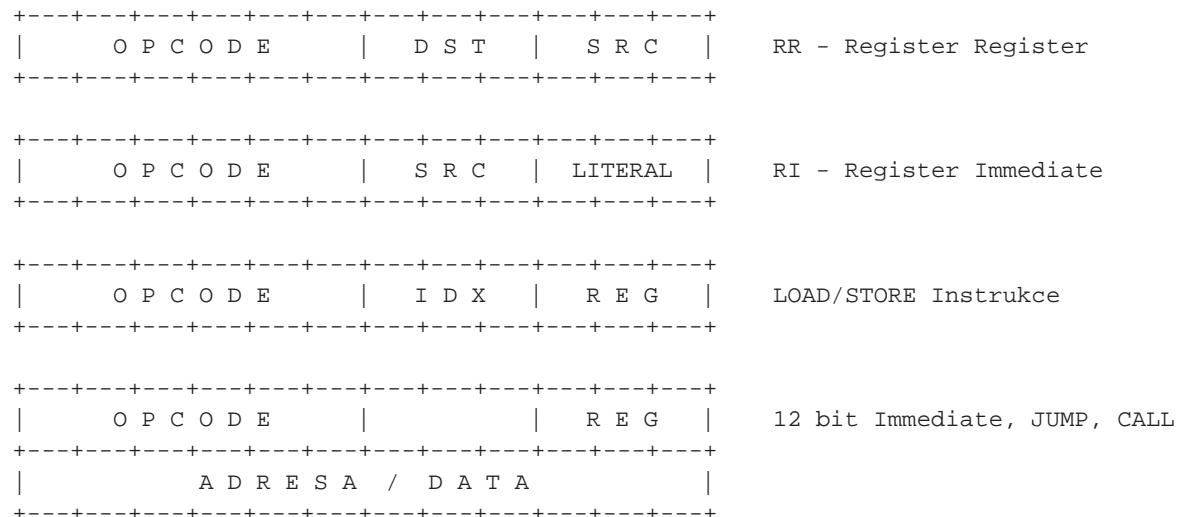 +---+---+---+---+---+---+---+---+---+---+---+---+
|      O P C O D E      |   D S T   |   S R C   |    RR - Register Register
+---+---+---+---+---+---+---+---+---+---+---+---+
+---+---+---+---+---+---+---+---+---+---+---+---+
|      O P C O D E      |   S R C   |  LITERAL  |    RI - Register Immediate
+---+---+---+---+---+---+---+---+---+---+---+---+
+---+---+---+---+---+---+---+---+---+---+---+---+
|      O P C O D E      |   I D X   |   R E G   |    LOAD/STORE Instrukce
+---+---+---+---+---+---+---+---+---+---+---+---+
+---+---+---+---+---+---+---+---+---+---+---+---+
|      O P C O D E      |           |   R E G   |    12 bit Immediate, JUMP, CALL
+---+---+---+---+---+---+---+---+---+---+---+---+
|            A D R E S A  /  D A T A            |
+---+---+---+---+---+---+---+---+---+---+---+---+